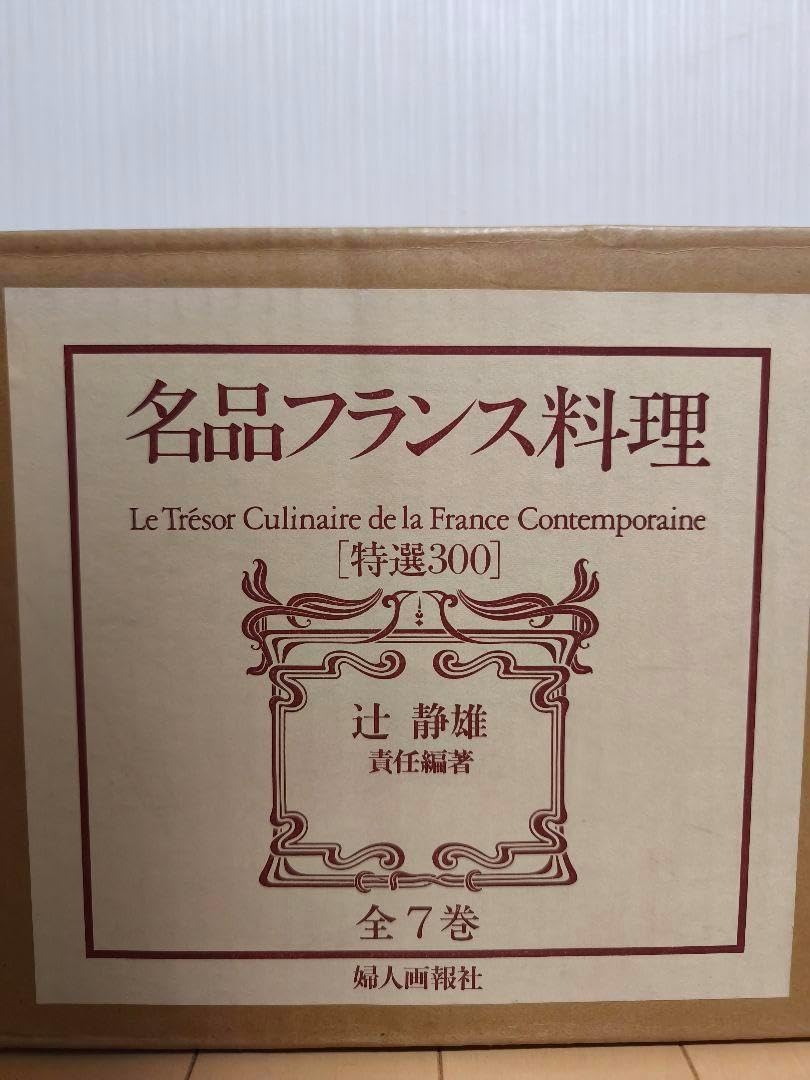 名品フランス料理
Le Trésor Culinaire de la France Contemporaine
[特選300]
辻 静雄
責任編著
全7巻
婦人画報社